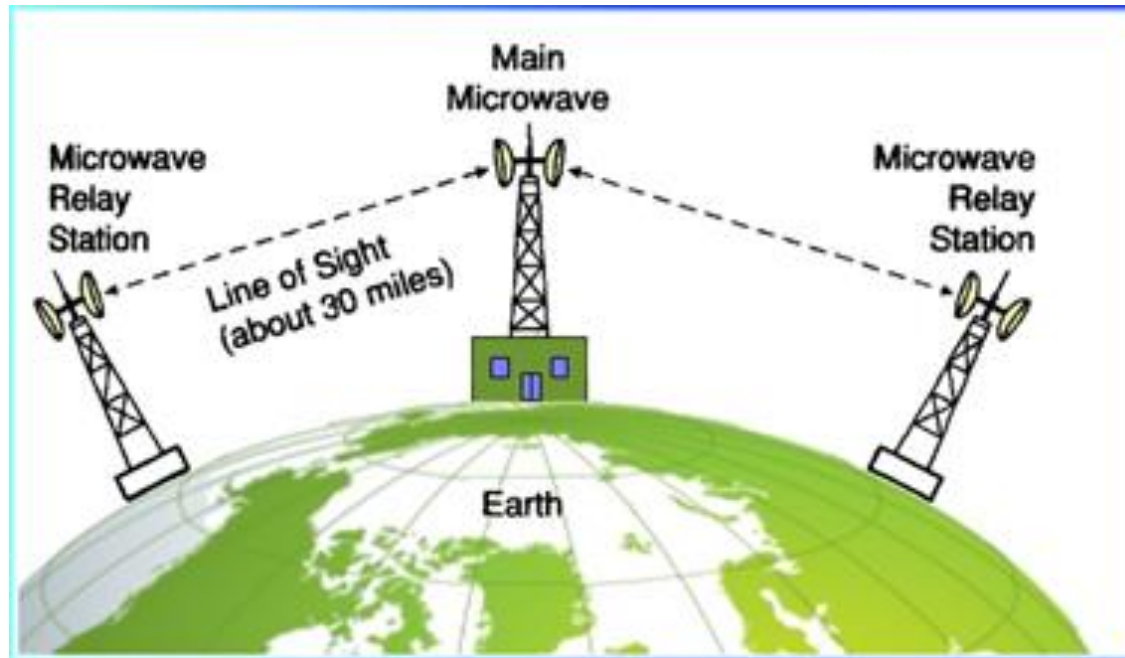 Main
Microwave
Microwave
Relay
Station
Microwave
Relay
Station
Line of Sight
(about 30 miles)
Earth